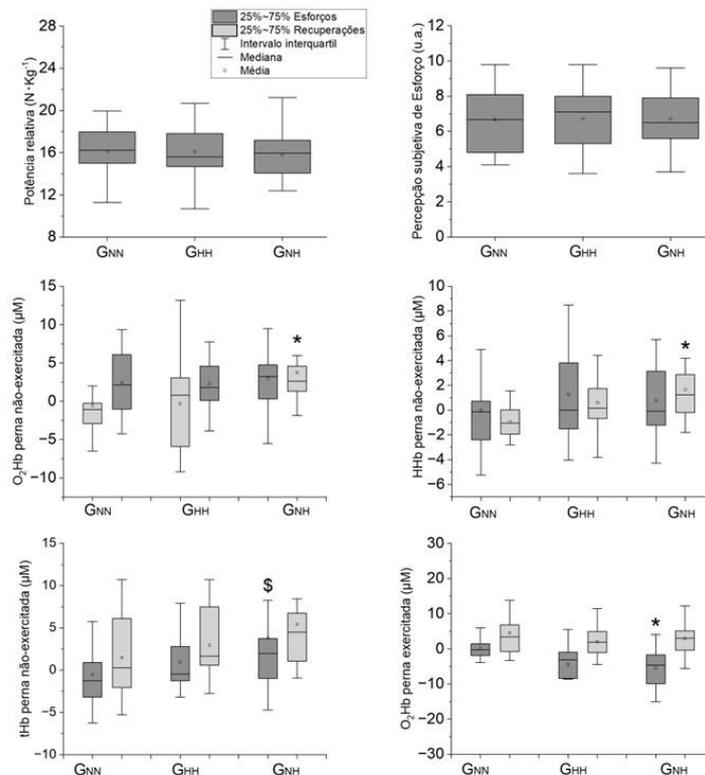 25%~75% Esforços
25%~75% Recuperações
Intervalo interquartil
Mediana
Média
Potência relativa (N·Kg⁻¹)
28
24
20
16
12
8
GNN GHH GNH
Percepção subjetiva de Esforço (u.a.)
12
10
8
6
4
2
0
GNN GHH GNH
O₂Hb perna não-exercitada (µM)
15
10
5
0
−5
−10
*
GNN GHH GNH
HHb perna não-exercitada (µM)
10
8
6
4
2
0
−2
−4
−6
*
GNN GHH GNH
tHb perna não-exercitada (µM)
15
10
5
0
−5
−10
$
GNN GHH GNH
O₂Hb perna exercitada (µM)
30
20
10
0
−10
−20
−30
*
GNN GHH GNH